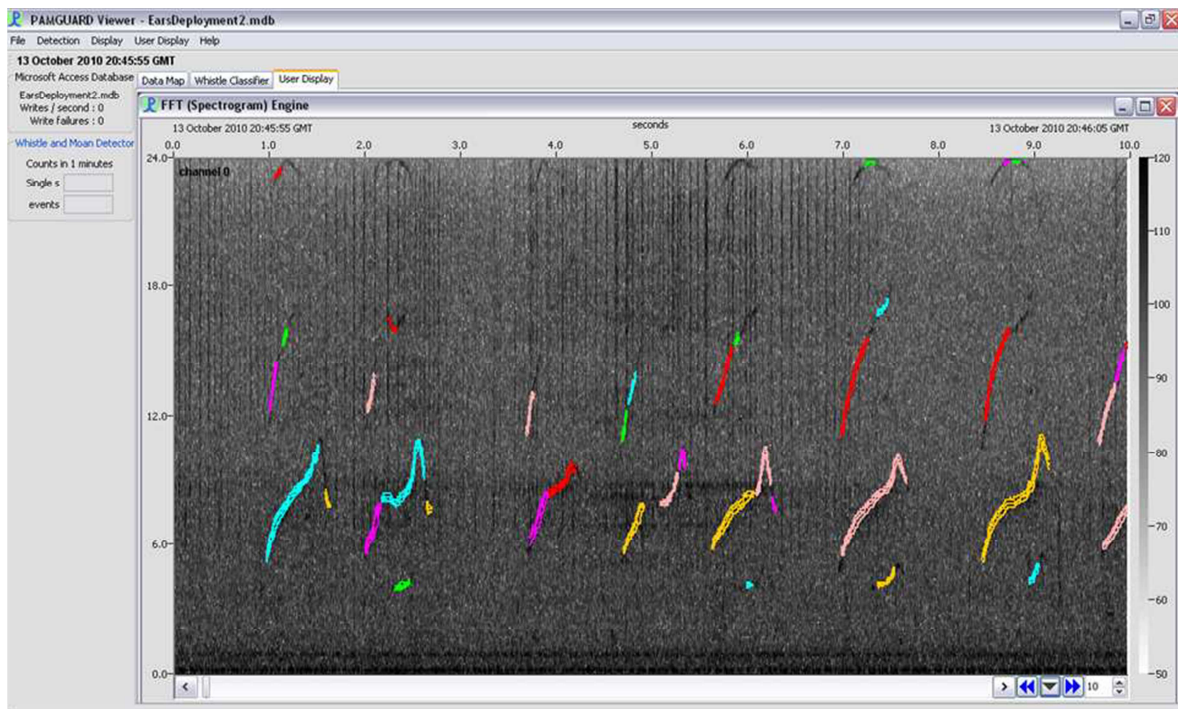 PAMGUARD Viewer - EarsDeployment2.mdb
File Detection Display User Display Help
13 October 2010 20:45:55 GMT
Microsoft Access Database
EarsDeployment2.mdb
Writes / second : 0
Write failures : 0
Whistle and Moan Detector
Counts in 1 minutes
Single s
events
Data Map Whistle Classifier User Display
FFT (Spectrogram) Engine
13 October 2010 20:45:55 GMT seconds 13 October 2010 20:46:05 GMT
0.0 1.0 2.0 3.0 4.0 5.0 6.0 7.0 8.0 9.0 10.0
channel 0
24.0
18.0
12.0
6.0
0.0
120
110
100
90
80
70
60
50
10